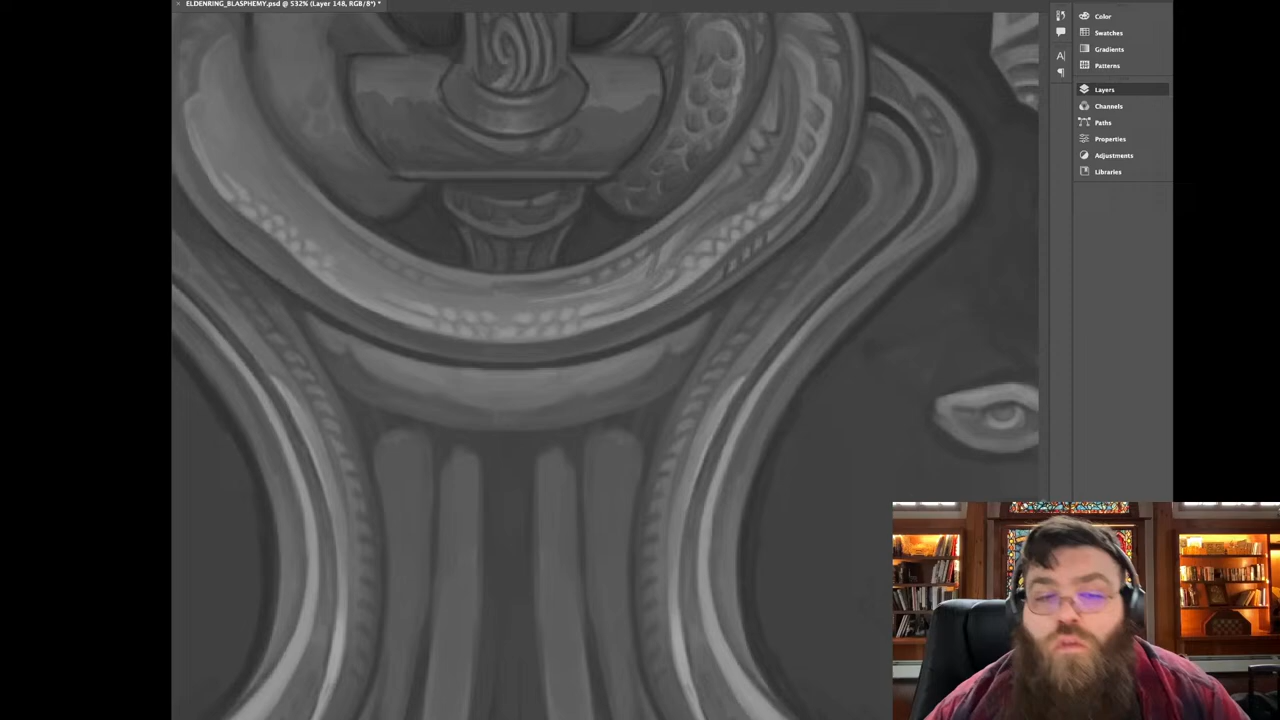 × ELDENRING_BLASPHEMY.psd @ 532% (Layer 148, RGB/8*) *
Color
Swatches
Gradients
Patterns
Layers
Channels
Paths
Properties
Adjustments
Libraries